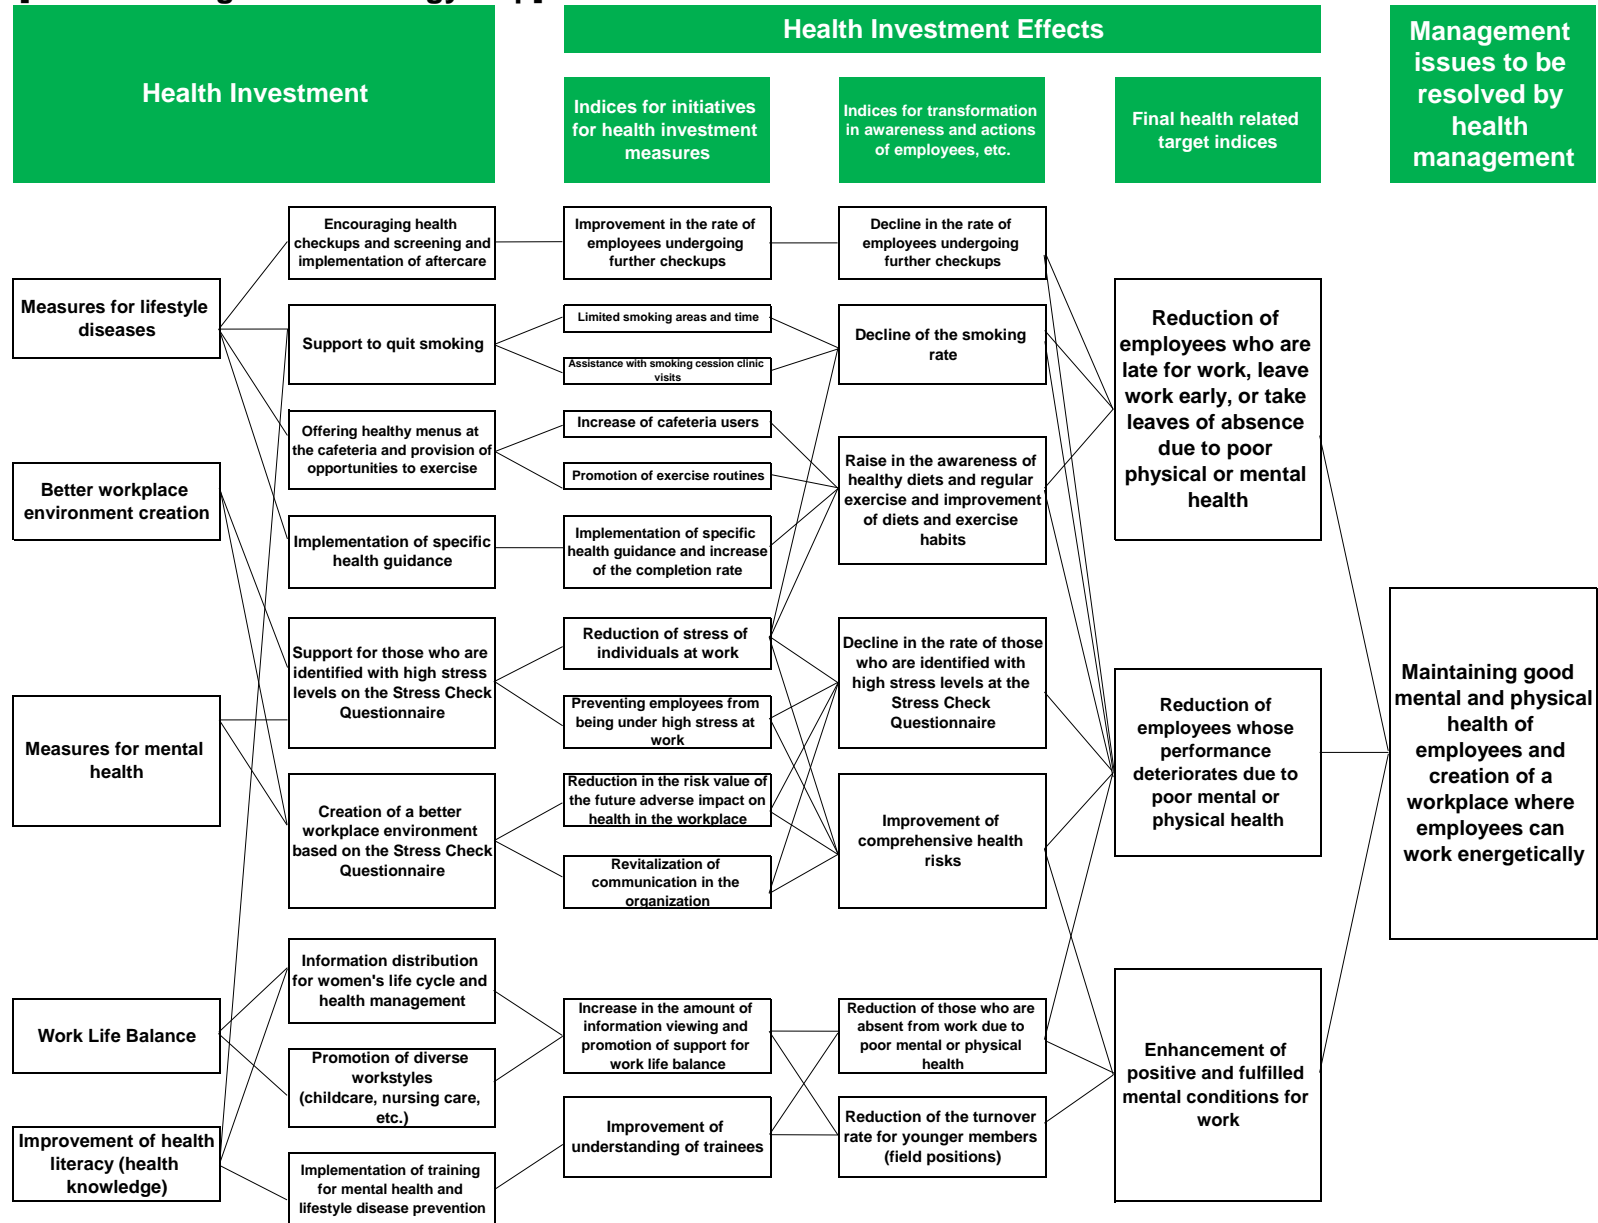 Health Investment
Health Investment Effects
Management
issues to be
resolved by
health
management
Indices for initiatives
for health investment
measures
Indices for transformation
in awareness and actions
of employees, etc.
Final health related
target indices
Measures for lifestyle
diseases
Better workplace
environment creation
Measures for mental
health
Work Life Balance
Improvement of health
literacy (health
knowledge)
Encouraging health
checkups and screening and
implementation of aftercare
Support to quit smoking
Offering healthy menus at
the cafeteria and provision of
opportunities to exercise
Implementation of specific
health guidance
Support for those who are
identified with high stress
levels on the Stress Check
Questionnaire
Creation of a better
workplace environment
based on the Stress Check
Questionnaire
Information distribution
for women's life cycle and
health management
Promotion of diverse
workstyles
(childcare, nursing care,
etc.)
Implementation of training
for mental health and
lifestyle disease prevention
Improvement in the rate of
employees undergoing
further checkups
Limited smoking areas and time
Assistance with smoking cession clinic
visits
Increase of cafeteria users
Promotion of exercise routines
Implementation of specific
health guidance and increase
of the completion rate
Reduction of stress of
individuals at work
Preventing employees from
being under high stress at
work
Reduction in the risk value of
the future adverse impact on
health in the workplace
Revitalization of
communication in the
organization
Increase in the amount of
information viewing and
promotion of support for
work life balance
Improvement of
understanding of trainees
Decline in the rate of
employees undergoing
further checkups
Decline of the smoking
rate
Raise in the awareness of
healthy diets and regular
exercise and improvement
of diets and exercise
habits
Decline in the rate of those
who are identified with
high stress levels at the
Stress Check
Questionnaire
Improvement of
comprehensive health
risks
Reduction of those who are
absent from work due to
poor mental or physical
health
Reduction of the turnover
rate for younger members
(field positions)
Reduction of
employees who are
late for work, leave
work early, or take
leaves of absence
due to poor
physical or mental
health
Reduction of
employees whose
performance
deteriorates due to
poor mental or
physical health
Enhancement of
positive and fulfilled
mental conditions for
work
Maintaining good
mental and physical
health of
employees and
creation of a
workplace where
employees can
work energetically